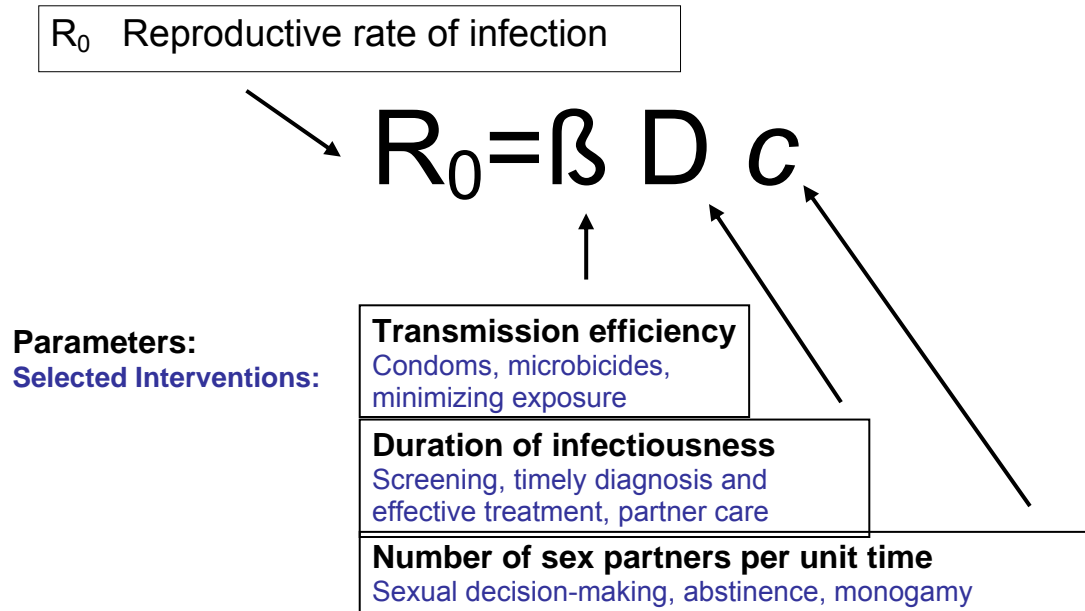 R₀ Reproductive rate of infection
R₀=ß D c
Parameters:
Selected Interventions:
Transmission efficiency
Condoms, microbicides,
minimizing exposure
Duration of infectiousness
Screening, timely diagnosis and
effective treatment, partner care
Number of sex partners per unit time
Sexual decision-making, abstinence, monogamy